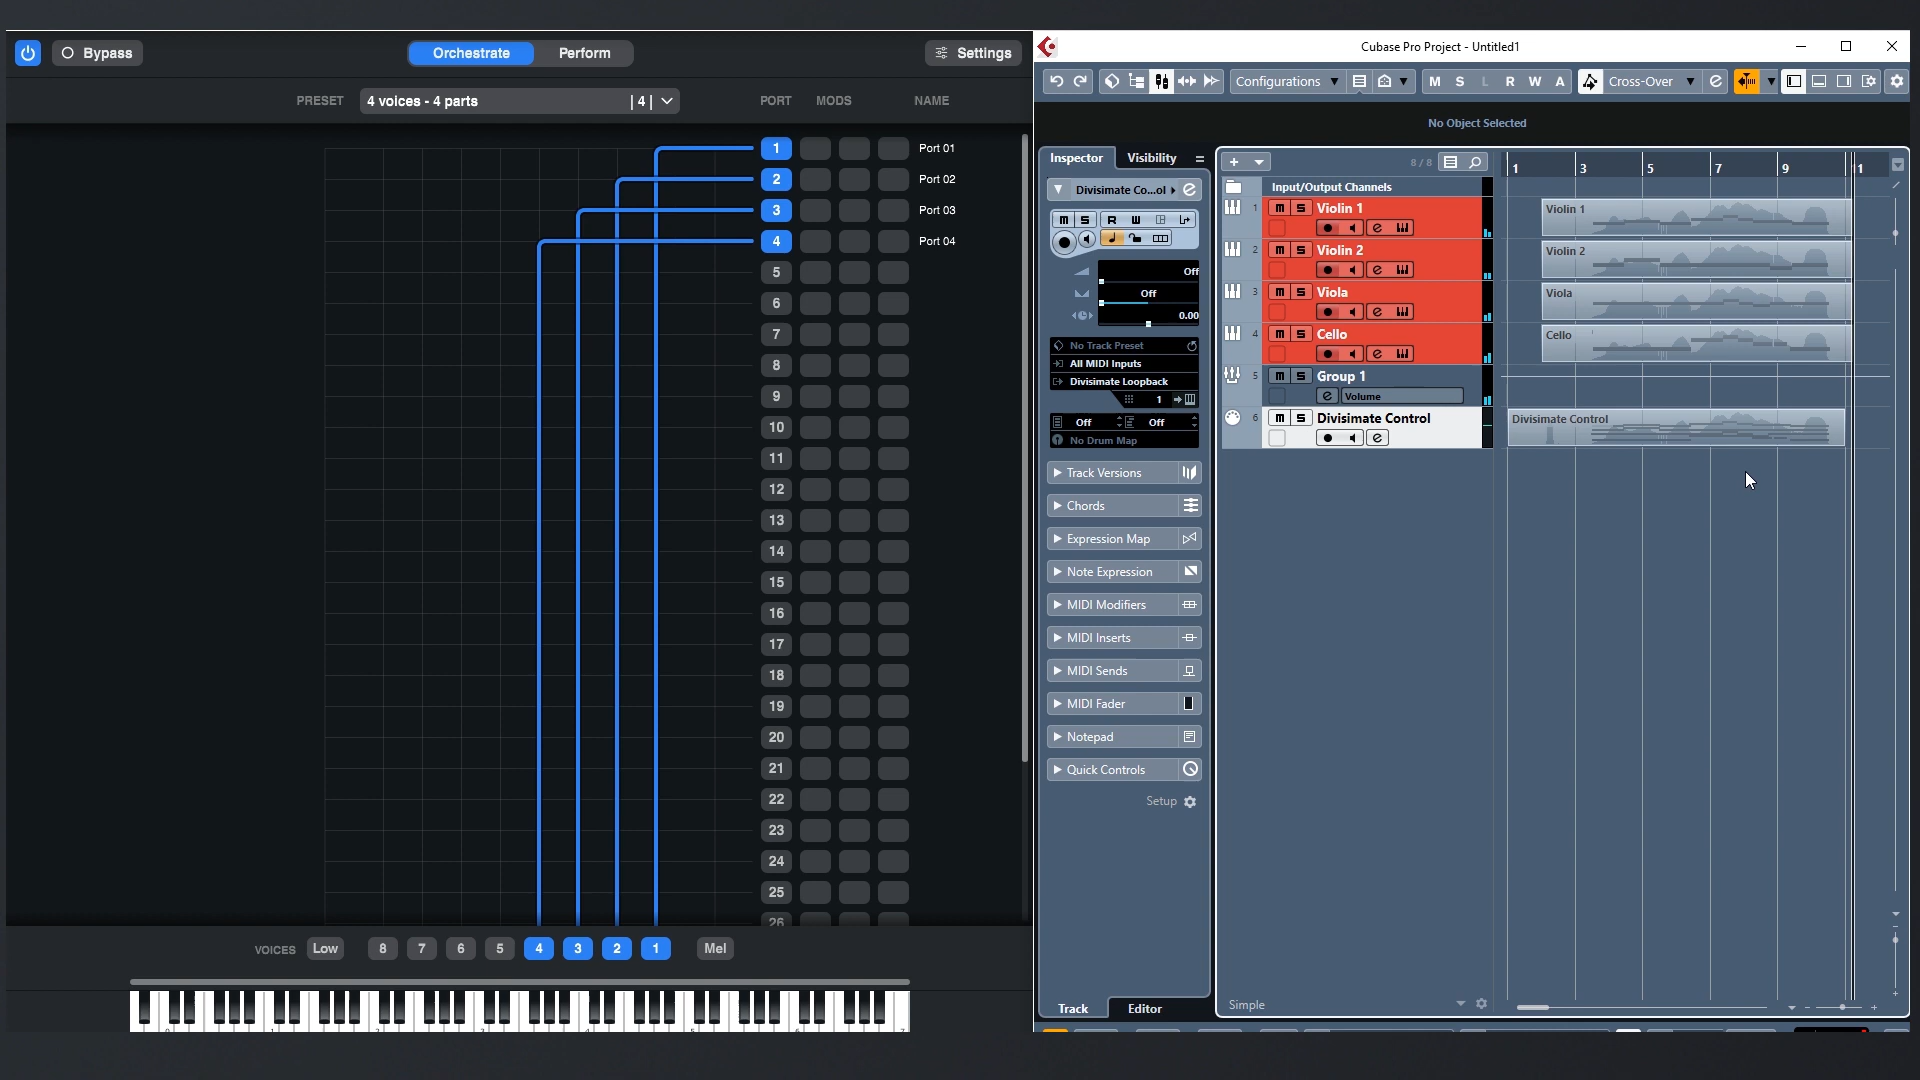 Bypass
Orchestrate
Perform
Settings
PRESET
4 voices - 4 parts
| 4 |
PORT
MODS
NAME
1
Port 01
2
Port 02
3
Port 03
4
Port 04
5
6
7
8
9
10
11
12
13
14
15
16
17
18
19
20
21
22
23
24
25
26
VOICES
Low
8
7
6
5
4
3
2
1
Mel
Cubase Pro Project - Untitled1
Configurations
M S L R W A
Cross-Over
No Object Selected
Inspector
Visibility
Divisimate Co...ol
M S R W
Off
Off
0.00
No Track Preset
All MIDI Inputs
Divisimate Loopback
1
Off
Off
No Drum Map
Track Versions
Chords
Expression Map
Note Expression
MIDI Modifiers
MIDI Inserts
MIDI Sends
MIDI Fader
Notepad
Quick Controls
Setup
Track
Editor
8 / 8
Input/Output Channels
1
m S
Violin 1
2
m S
Violin 2
3
m S
Viola
4
m S
Cello
5
m S
Group 1
Volume
6
m S
Divisimate Control
Simple
1
3
5
7
9
11
Violin 1
Violin 2
Viola
Cello
Divisimate Control